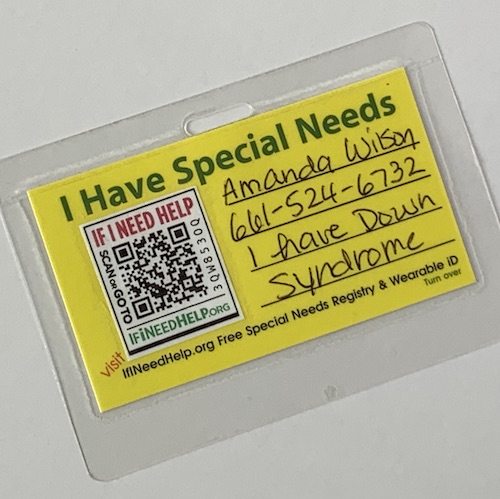 I Have Special Needs
IF I NEED HELP
SCAN OR GO TO
3QW853OQ
IFINEEDHELP.ORG
Amanda Wilson
661-524-6732
I have Down
Syndrome
visit IfINeedHelp.org Free Special Needs Registry & Wearable iD
Turn over